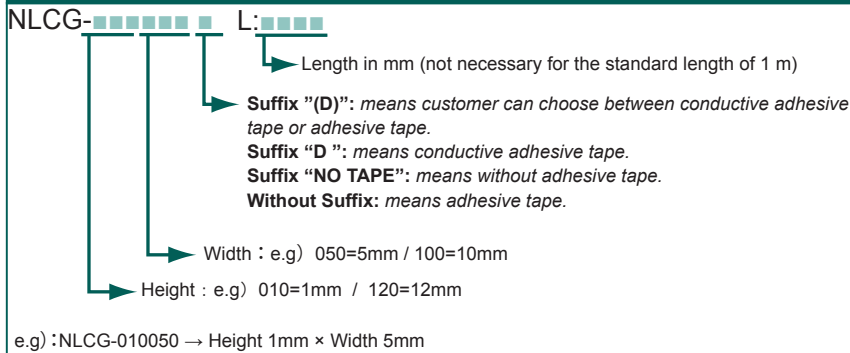 NLCG-■■■■■■ ■ L:■■■■
Length in mm (not necessary for the standard length of 1 m)
Suffix ”(D)”: means customer can choose between conductive adhesive
tape or adhesive tape.
Suffix “D ”: means conductive adhesive tape.
Suffix “NO TAPE”: means without adhesive tape.
Without Suffix: means adhesive tape.
Width：e.g）050=5mm / 100=10mm
Height：e.g）010=1mm / 120=12mm
e.g）：NLCG-010050 → Height 1mm × Width 5mm